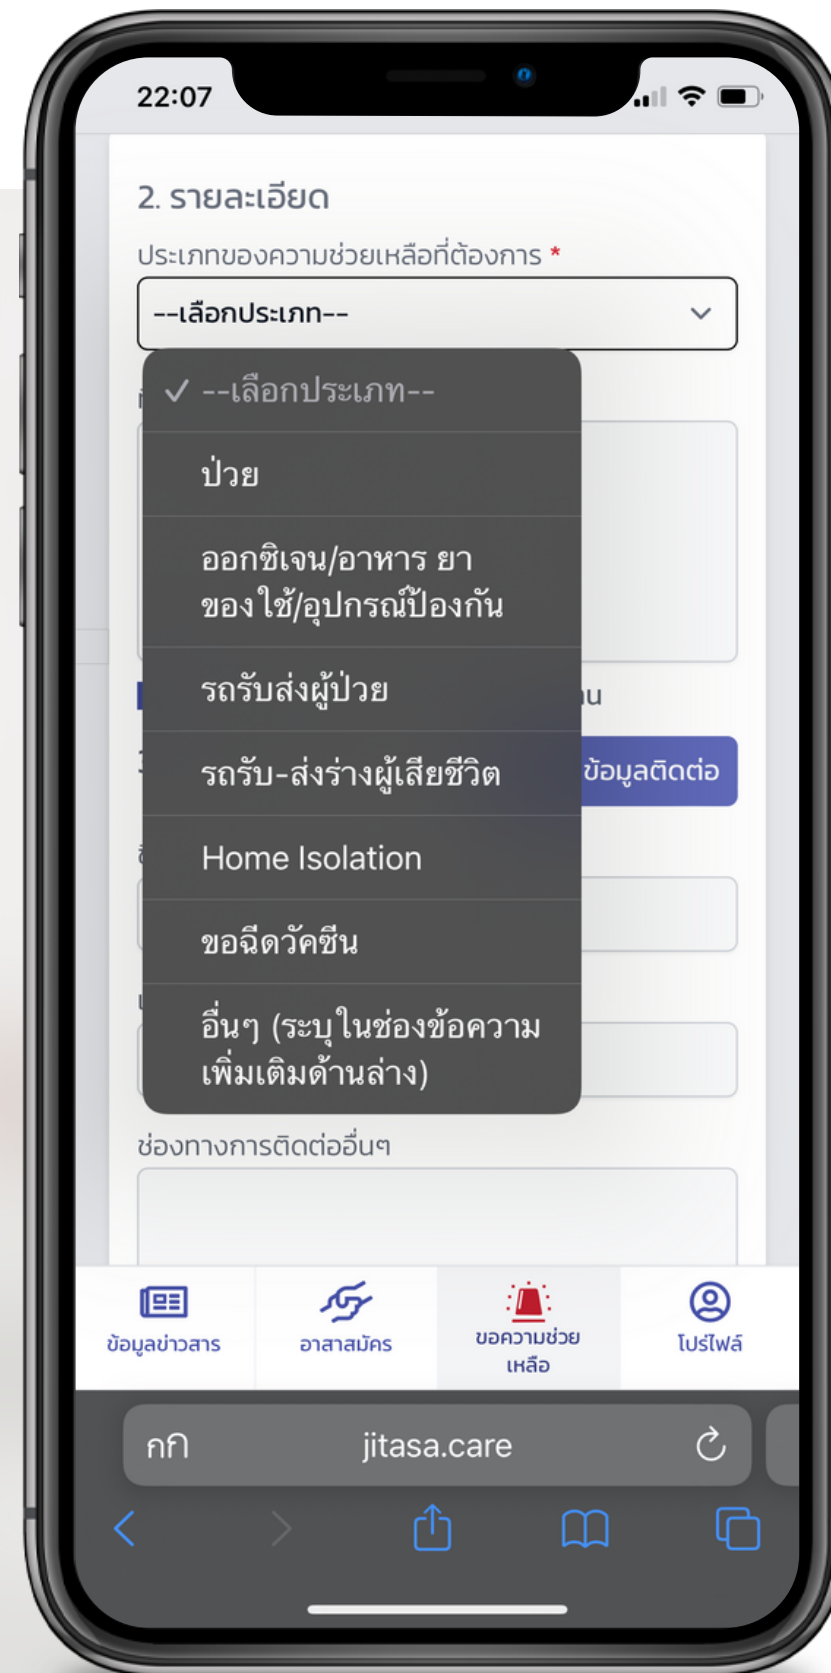 22:07
2. รายละเอียด
ประเภทของความช่วยเหลือที่ต้องการ *
--เลือกประเภท--
✓ --เลือกประเภท--
ป่วย
ออกซิเจน/อาหาร ยา
ของใช้/อุปกรณ์ป้องกัน
รถรับส่งผู้ป่วย
รถรับ-ส่งร่างผู้เสียชีวิต
ข้อมูลติดต่อ
Home Isolation
ขอฉีดวัคซีน
อื่นๆ (ระบุในช่องข้อความ
เพิ่มเติมด้านล่าง)
ช่องทางการติดต่ออื่นๆ
ข้อมูลข่าวสาร
อาสาสมัคร
ขอความช่วย
เหลือ
โปรไฟล์
กกิ jitasa.care